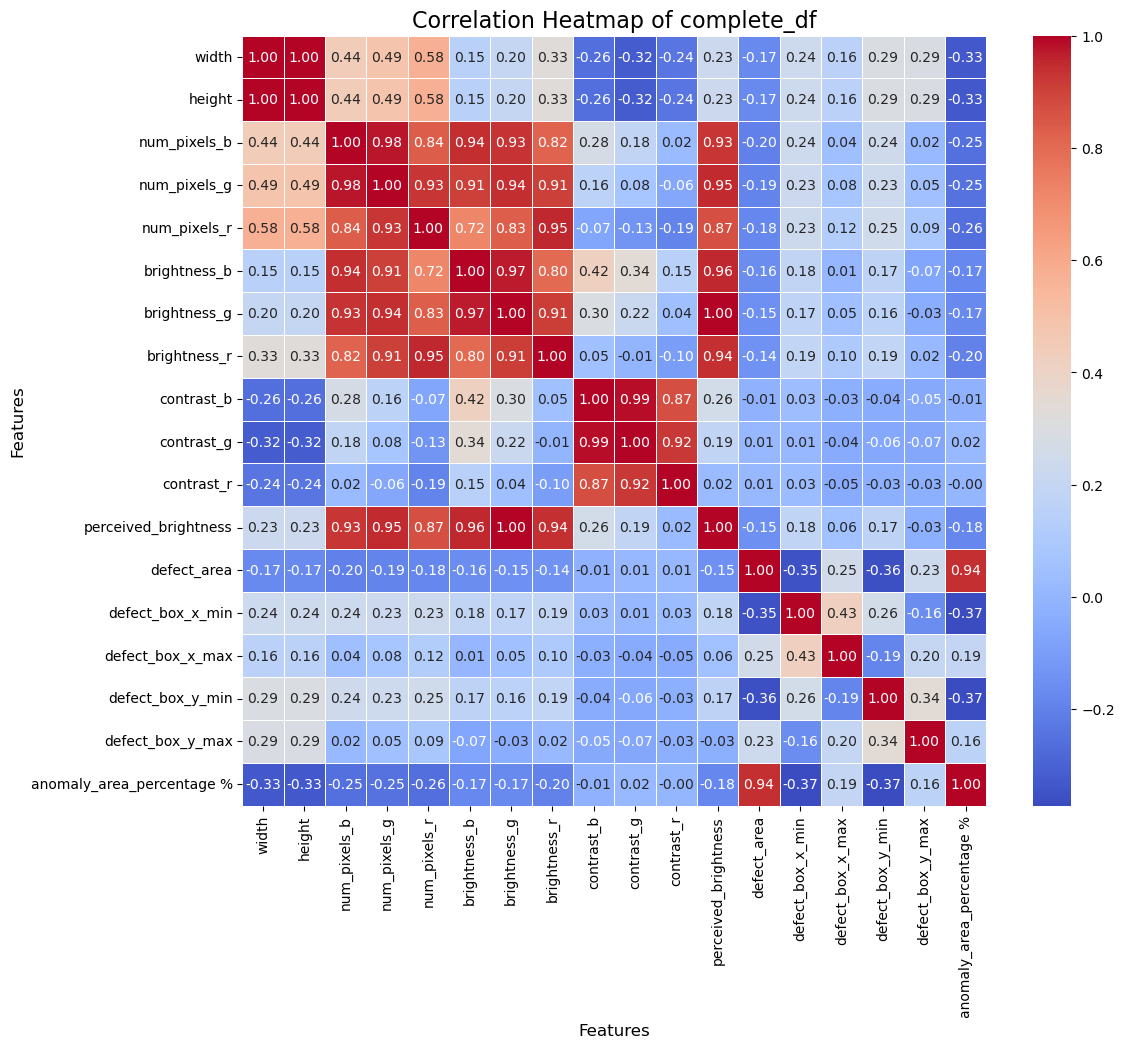 Correlation Heatmap of complete_df
width 1.00 1.00 0.44 0.49 0.58 0.15 0.20 0.33 -0.26 -0.32 -0.24 0.23 -0.17 0.24 0.16 0.29 0.29 -0.33
height 1.00 1.00 0.44 0.49 0.58 0.15 0.20 0.33 -0.26 -0.32 -0.24 0.23 -0.17 0.24 0.16 0.29 0.29 -0.33
num_pixels_b 0.44 0.44 1.00 0.98 0.84 0.94 0.93 0.82 0.28 0.18 0.02 0.93 -0.20 0.24 0.04 0.24 0.02 -0.25
num_pixels_g 0.49 0.49 0.98 1.00 0.93 0.91 0.94 0.91 0.16 0.08 -0.06 0.95 -0.19 0.23 0.08 0.23 0.05 -0.25
num_pixels_r 0.58 0.58 0.84 0.93 1.00 0.72 0.83 0.95 -0.07 -0.13 -0.19 0.87 -0.18 0.23 0.12 0.25 0.09 -0.26
brightness_b 0.15 0.15 0.94 0.91 0.72 1.00 0.97 0.80 0.42 0.34 0.15 0.96 -0.16 0.18 0.01 0.17 -0.07 -0.17
brightness_g 0.20 0.20 0.93 0.94 0.83 0.97 1.00 0.91 0.30 0.22 0.04 1.00 -0.15 0.17 0.05 0.16 -0.03 -0.17
brightness_r 0.33 0.33 0.82 0.91 0.95 0.80 0.91 1.00 0.05 -0.01 -0.10 0.94 -0.14 0.19 0.10 0.19 0.02 -0.20
contrast_b -0.26 -0.26 0.28 0.16 -0.07 0.42 0.30 0.05 1.00 0.99 0.87 0.26 -0.01 0.03 -0.03 -0.04 -0.05 -0.01
contrast_g -0.32 -0.32 0.18 0.08 -0.13 0.34 0.22 -0.01 0.99 1.00 0.92 0.19 0.01 0.01 -0.04 -0.06 -0.07 0.02
contrast_r -0.24 -0.24 0.02 -0.06 -0.19 0.15 0.04 -0.10 0.87 0.92 1.00 0.02 0.01 0.03 -0.05 -0.03 -0.03 -0.00
perceived_brightness 0.23 0.23 0.93 0.95 0.87 0.96 1.00 0.94 0.26 0.19 0.02 1.00 -0.15 0.18 0.06 0.17 -0.03 -0.18
defect_area -0.17 -0.17 -0.20 -0.19 -0.18 -0.16 -0.15 -0.14 -0.01 0.01 0.01 -0.15 1.00 -0.35 0.25 -0.36 0.23 0.94
defect_box_x_min 0.24 0.24 0.24 0.23 0.23 0.18 0.17 0.19 0.03 0.01 0.03 0.18 -0.35 1.00 0.43 0.26 -0.16 -0.37
defect_box_x_max 0.16 0.16 0.04 0.08 0.12 0.01 0.05 0.10 -0.03 -0.04 -0.05 0.06 0.25 0.43 1.00 -0.19 0.20 0.19
defect_box_y_min 0.29 0.29 0.24 0.23 0.25 0.17 0.16 0.19 -0.04 -0.06 -0.03 0.17 -0.36 0.26 -0.19 1.00 0.34 -0.37
defect_box_y_max 0.29 0.29 0.02 0.05 0.09 -0.07 -0.03 0.02 -0.05 -0.07 -0.03 -0.03 0.23 -0.16 0.20 0.34 1.00 0.16
anomaly_area_percentage % -0.33 -0.33 -0.25 -0.25 -0.26 -0.17 -0.17 -0.20 -0.01 0.02 -0.00 -0.18 0.94 -0.37 0.19 -0.37 0.16 1.00
Features
width
height
num_pixels_b
num_pixels_g
num_pixels_r
brightness_b
brightness_g
brightness_r
contrast_b
contrast_g
contrast_r
perceived_brightness
defect_area
defect_box_x_min
defect_box_x_max
defect_box_y_min
defect_box_y_max
anomaly_area_percentage %
Features
1.0
0.8
0.6
0.4
0.2
0.0
−0.2